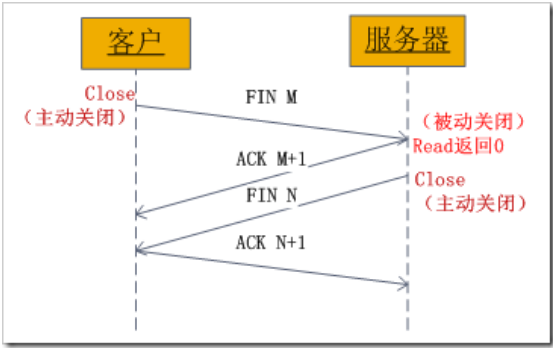 客户
服务器
Close
（主动关闭）
FIN M
（被动关闭）
Read返回0
ACK M+1
FIN N
Close
（主动关闭）
ACK N+1